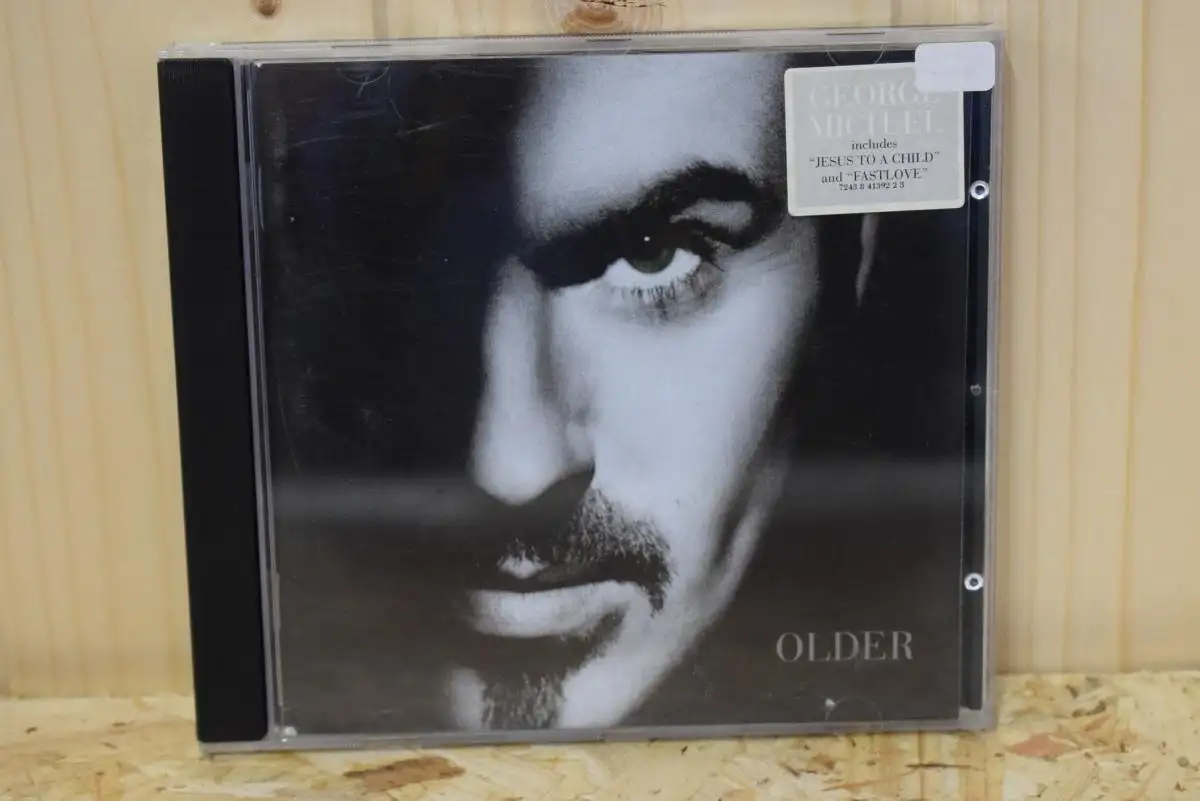 GEORGE
MICHAEL
includes
"JESUS TO A CHILD"
and "FASTLOVE"
7243 8 41392 2 3
OLDER